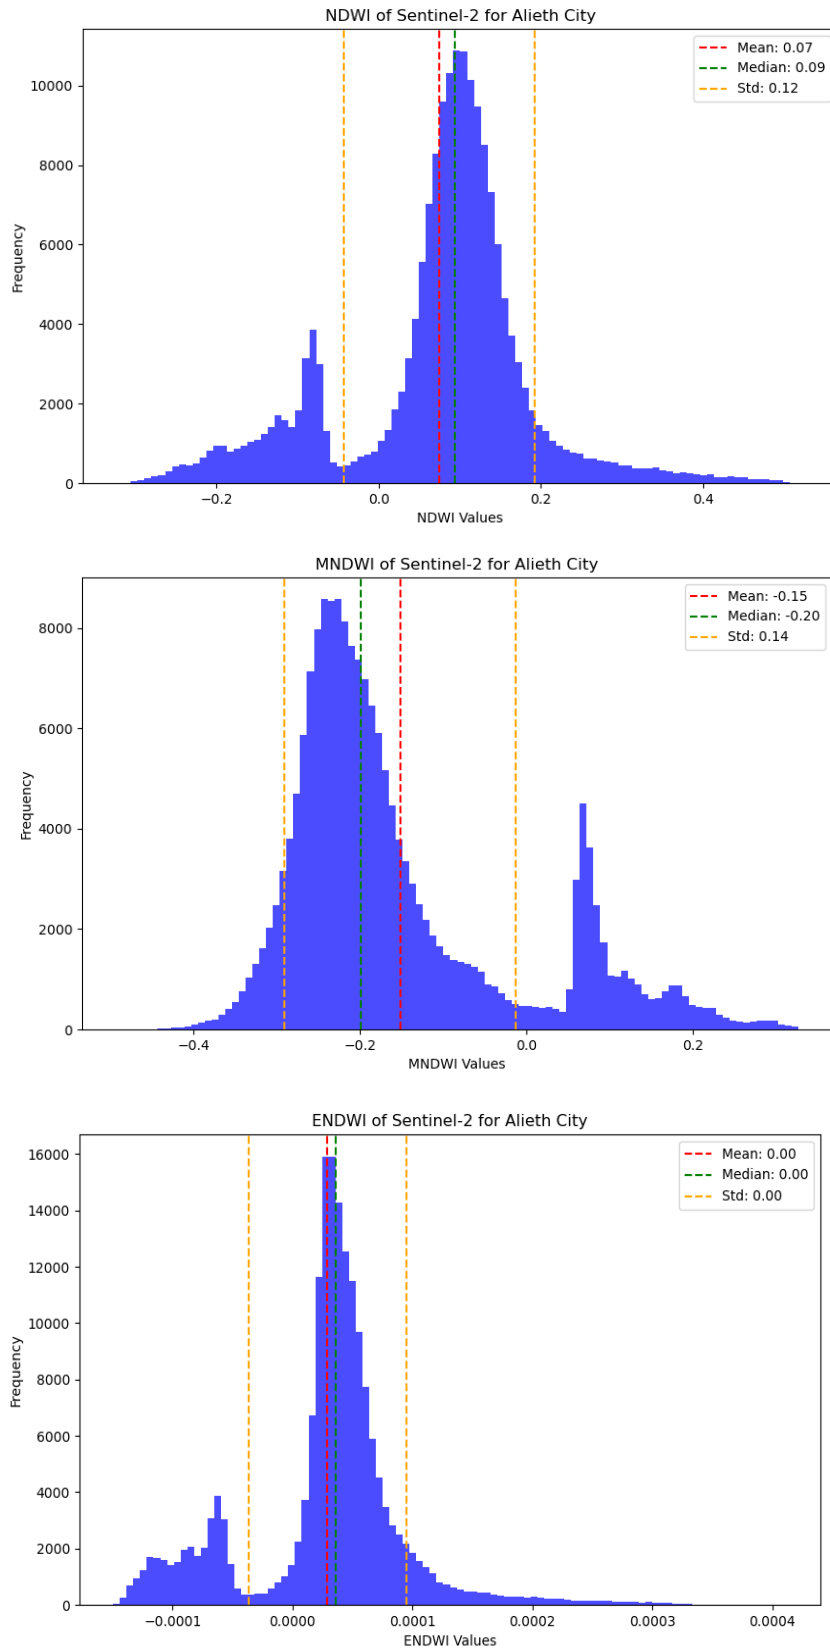 NDWI of Sentinel-2 for Alieth City
Mean: 0.07
Median: 0.09
Std: 0.12
10000
8000
6000
4000
2000
0
Frequency
−0.2 0.0 0.2 0.4
NDWI Values
MNDWI of Sentinel-2 for Alieth City
Mean: -0.15
Median: -0.20
Std: 0.14
8000
6000
4000
2000
0
Frequency
−0.4 −0.2 0.0 0.2
MNDWI Values
ENDWI of Sentinel-2 for Alieth City
Mean: 0.00
Median: 0.00
Std: 0.00
16000
14000
12000
10000
8000
6000
4000
2000
0
Frequency
−0.0001 0.0000 0.0001 0.0002 0.0003 0.0004
ENDWI Values